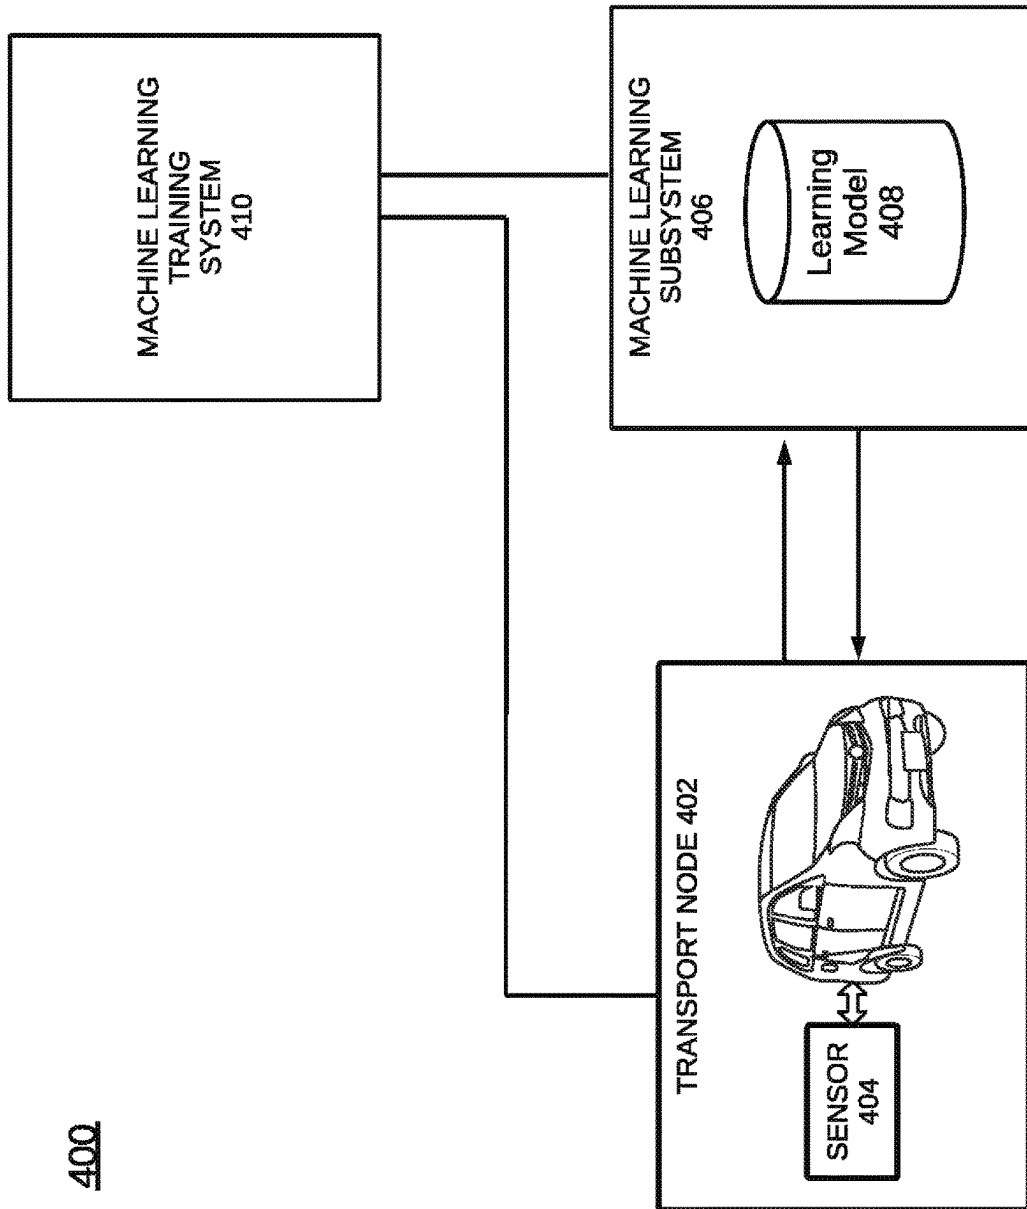 400
MACHINE LEARNING
TRAINING
SYSTEM
410
TRANSPORT NODE 402
SENSOR
404
MACHINE LEARNING
SUBSYSTEM
406
Learning
Model
408